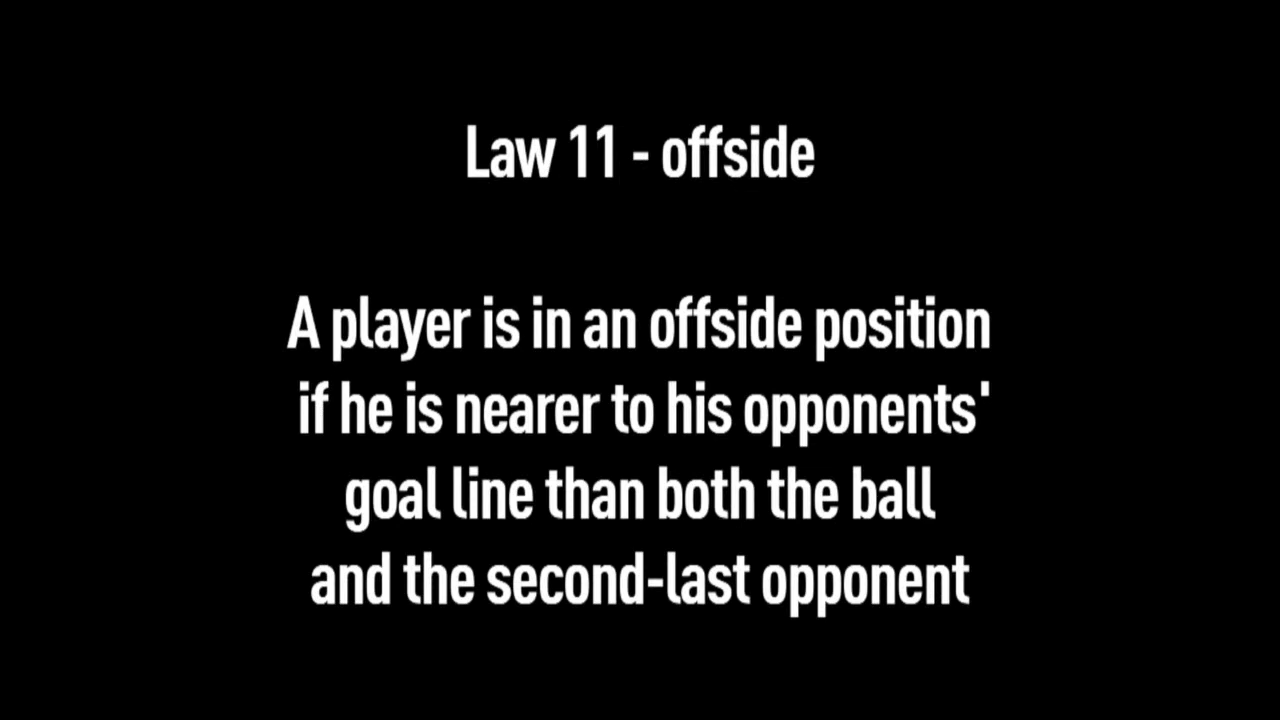 Law 11 - offside
A player is in an offside position
if he is nearer to his opponents'
goal line than both the ball
and the second-last opponent